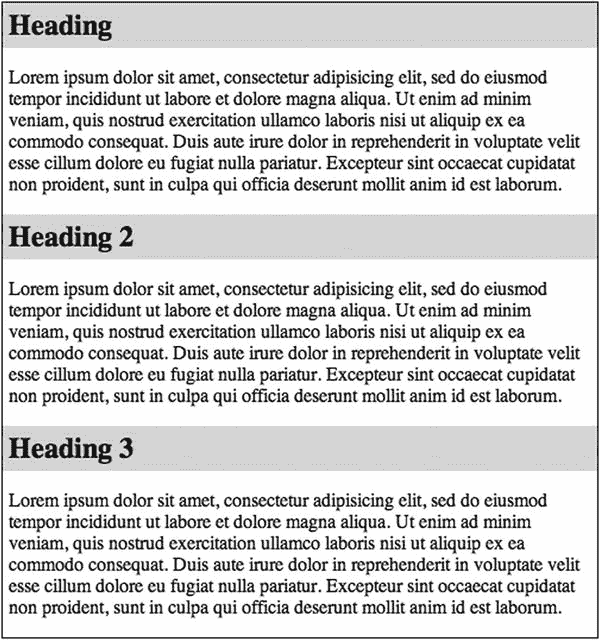 Heading
Lorem ipsum dolor sit amet, consectetur adipisicing elit, sed do eiusmod
tempor incididunt ut labore et dolore magna aliqua. Ut enim ad minim
veniam, quis nostrud exercitation ullamco laboris nisi ut aliquip ex ea
commodo consequat. Duis aute irure dolor in reprehenderit in voluptate velit
esse cillum dolore eu fugiat nulla pariatur. Excepteur sint occaecat cupidatat
non proident, sunt in culpa qui officia deserunt mollit anim id est laborum.
Heading 2
Lorem ipsum dolor sit amet, consectetur adipisicing elit, sed do eiusmod
tempor incididunt ut labore et dolore magna aliqua. Ut enim ad minim
veniam, quis nostrud exercitation ullamco laboris nisi ut aliquip ex ea
commodo consequat. Duis aute irure dolor in reprehenderit in voluptate velit
esse cillum dolore eu fugiat nulla pariatur. Excepteur sint occaecat cupidatat
non proident, sunt in culpa qui officia deserunt mollit anim id est laborum.
Heading 3
Lorem ipsum dolor sit amet, consectetur adipisicing elit, sed do eiusmod
tempor incididunt ut labore et dolore magna aliqua. Ut enim ad minim
veniam, quis nostrud exercitation ullamco laboris nisi ut aliquip ex ea
commodo consequat. Duis aute irure dolor in reprehenderit in voluptate velit
esse cillum dolore eu fugiat nulla pariatur. Excepteur sint occaecat cupidatat
non proident, sunt in culpa qui officia deserunt mollit anim id est laborum.